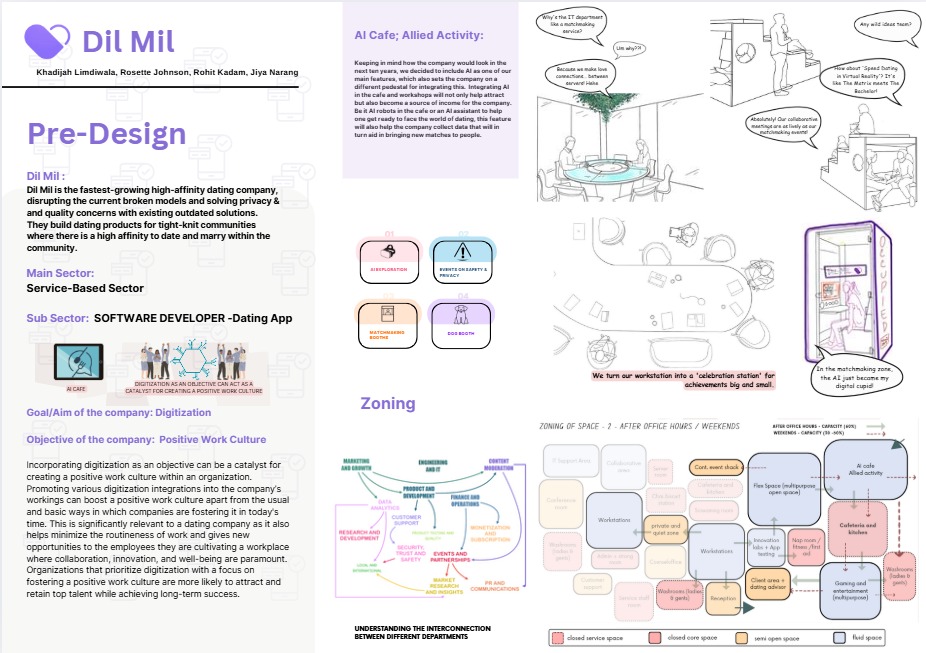 Dil Mil
Khadijah Limdiwala, Rosette Johnson, Rohit Kadam, Jiya Narang
Pre-Design
Dil Mil :
Dil Mil is the fastest-growing high-affinity dating company,
disrupting the current broken models and solving privacy &
and quality concerns with existing outdated solutions.
They build dating products for tight-knit communities
where there is a high affinity to date and marry within the
community.
Main Sector:
Service-Based Sector
Sub Sector: SOFTWARE DEVELOPER -Dating App
AI CAFE
DIGITIZATION AS AN OBJECTIVE CAN ACT AS A
CATALYST FOR CREATING A POSITIVE WORK CULTURE
Goal/Aim of the company: Digitization
Objective of the company: Positive Work Culture
Incorporating digitization as an objective can be a catalyst for
creating a positive work culture within an organization.
Promoting various digitization integrations into the company's
workings can boost a positive work culture apart from the usual
and basic ways in which companies are fostering it in today's
time. This is significantly relevant to a dating company as it also
helps minimize the routineness of work and gives new
opportunities to the employees they are cultivating a workplace
where collaboration, innovation, and well-being are paramount.
Organizations that prioritize digitization with a focus on
fostering a positive work culture are more likely to attract and
retain top talent while achieving long-term success.
AI Cafe; Allied Activity:
Keeping in mind how the company would look in the
next ten years, we decided to include AI as one of our
main features, which also sets the company on a
different pedestal for integrating this. Integrating AI
in the cafe and workshops will not only help attract
but also become a source of income for the company.
Be it AI robots in the cafe or an AI assistant to help
one get ready to face the world of dating, this feature
will also help the company collect data that will in
turn aid in bringing new matches to people.
01
AI EXPLORATION
02
EVENTS ON SAFETY &
PRIVACY
03
MATCHMAKING
BOOTHS
04
DOG BOOTH
Zoning
MARKETING
AND GROWTH
ENGINEERING
AND IT
CONTENT
MODERATION
PRODUCT AND
DEVELOPMENT
FINANCE AND
OPERATIONS
DATA
ANALYTICS
CUSTOMER
SUPPORT
RESEARCH AND
DEVELOPMENT
MONETIZATION
AND
SUBSCRIPTION
SECURITY,
TRUST AND
SAFETY
EVENTS AND
PARTNERSHIPS
MARKET
RESEARCH
AND INSIGHTS
PR AND
COMMUNICATIONS
UNDERSTANDING THE INTERCONNECTION
BETWEEN DIFFERENT DEPARTMENTS
Why's the IT department
like a matchmaking
service?
Um why??
Because we make love
connections... between
servers! Haha
Any wild ideas team?
How about 'Speed Dating
in Virtual Reality'? It's
like The Matrix meets The
Bachelor!
Absolutely! Our collaborative
meetings are as lively as our
matchmaking events!
We turn our workstation into a 'celebration station' for
achievements big and small.
OCCUPIED
In the matchmaking zone,
the AI just became my
digital cupid!
ZONING OF SPACE - 2 - AFTER OFFICE HOURS / WEEKENDS
AFTER OFFICE HOURS - CAPACITY (60%)
WEEKENDS - CAPACITY (30 -50%)
IT Support Area
Collaborative
area
Server
room
Cont. event shack
Flex Space (multipurpose
open space)
AI cafe
Allied activity
Conference
room
Workstations
private and
quiet zone
Workstations
Innovation
labs + App
testing
Nap room /
fitness /first
aid
Cafeteria and
kitchen
Washrooms
(ladies &
gents)
Customer
support
Washroom (ladies
& gents)
Reception
Client area +
dating advisor
Gaming and
entertainment
(multipurpose)
Washrooms
(ladies &
gents)
closed service space
closed core space
semi open space
fluid space